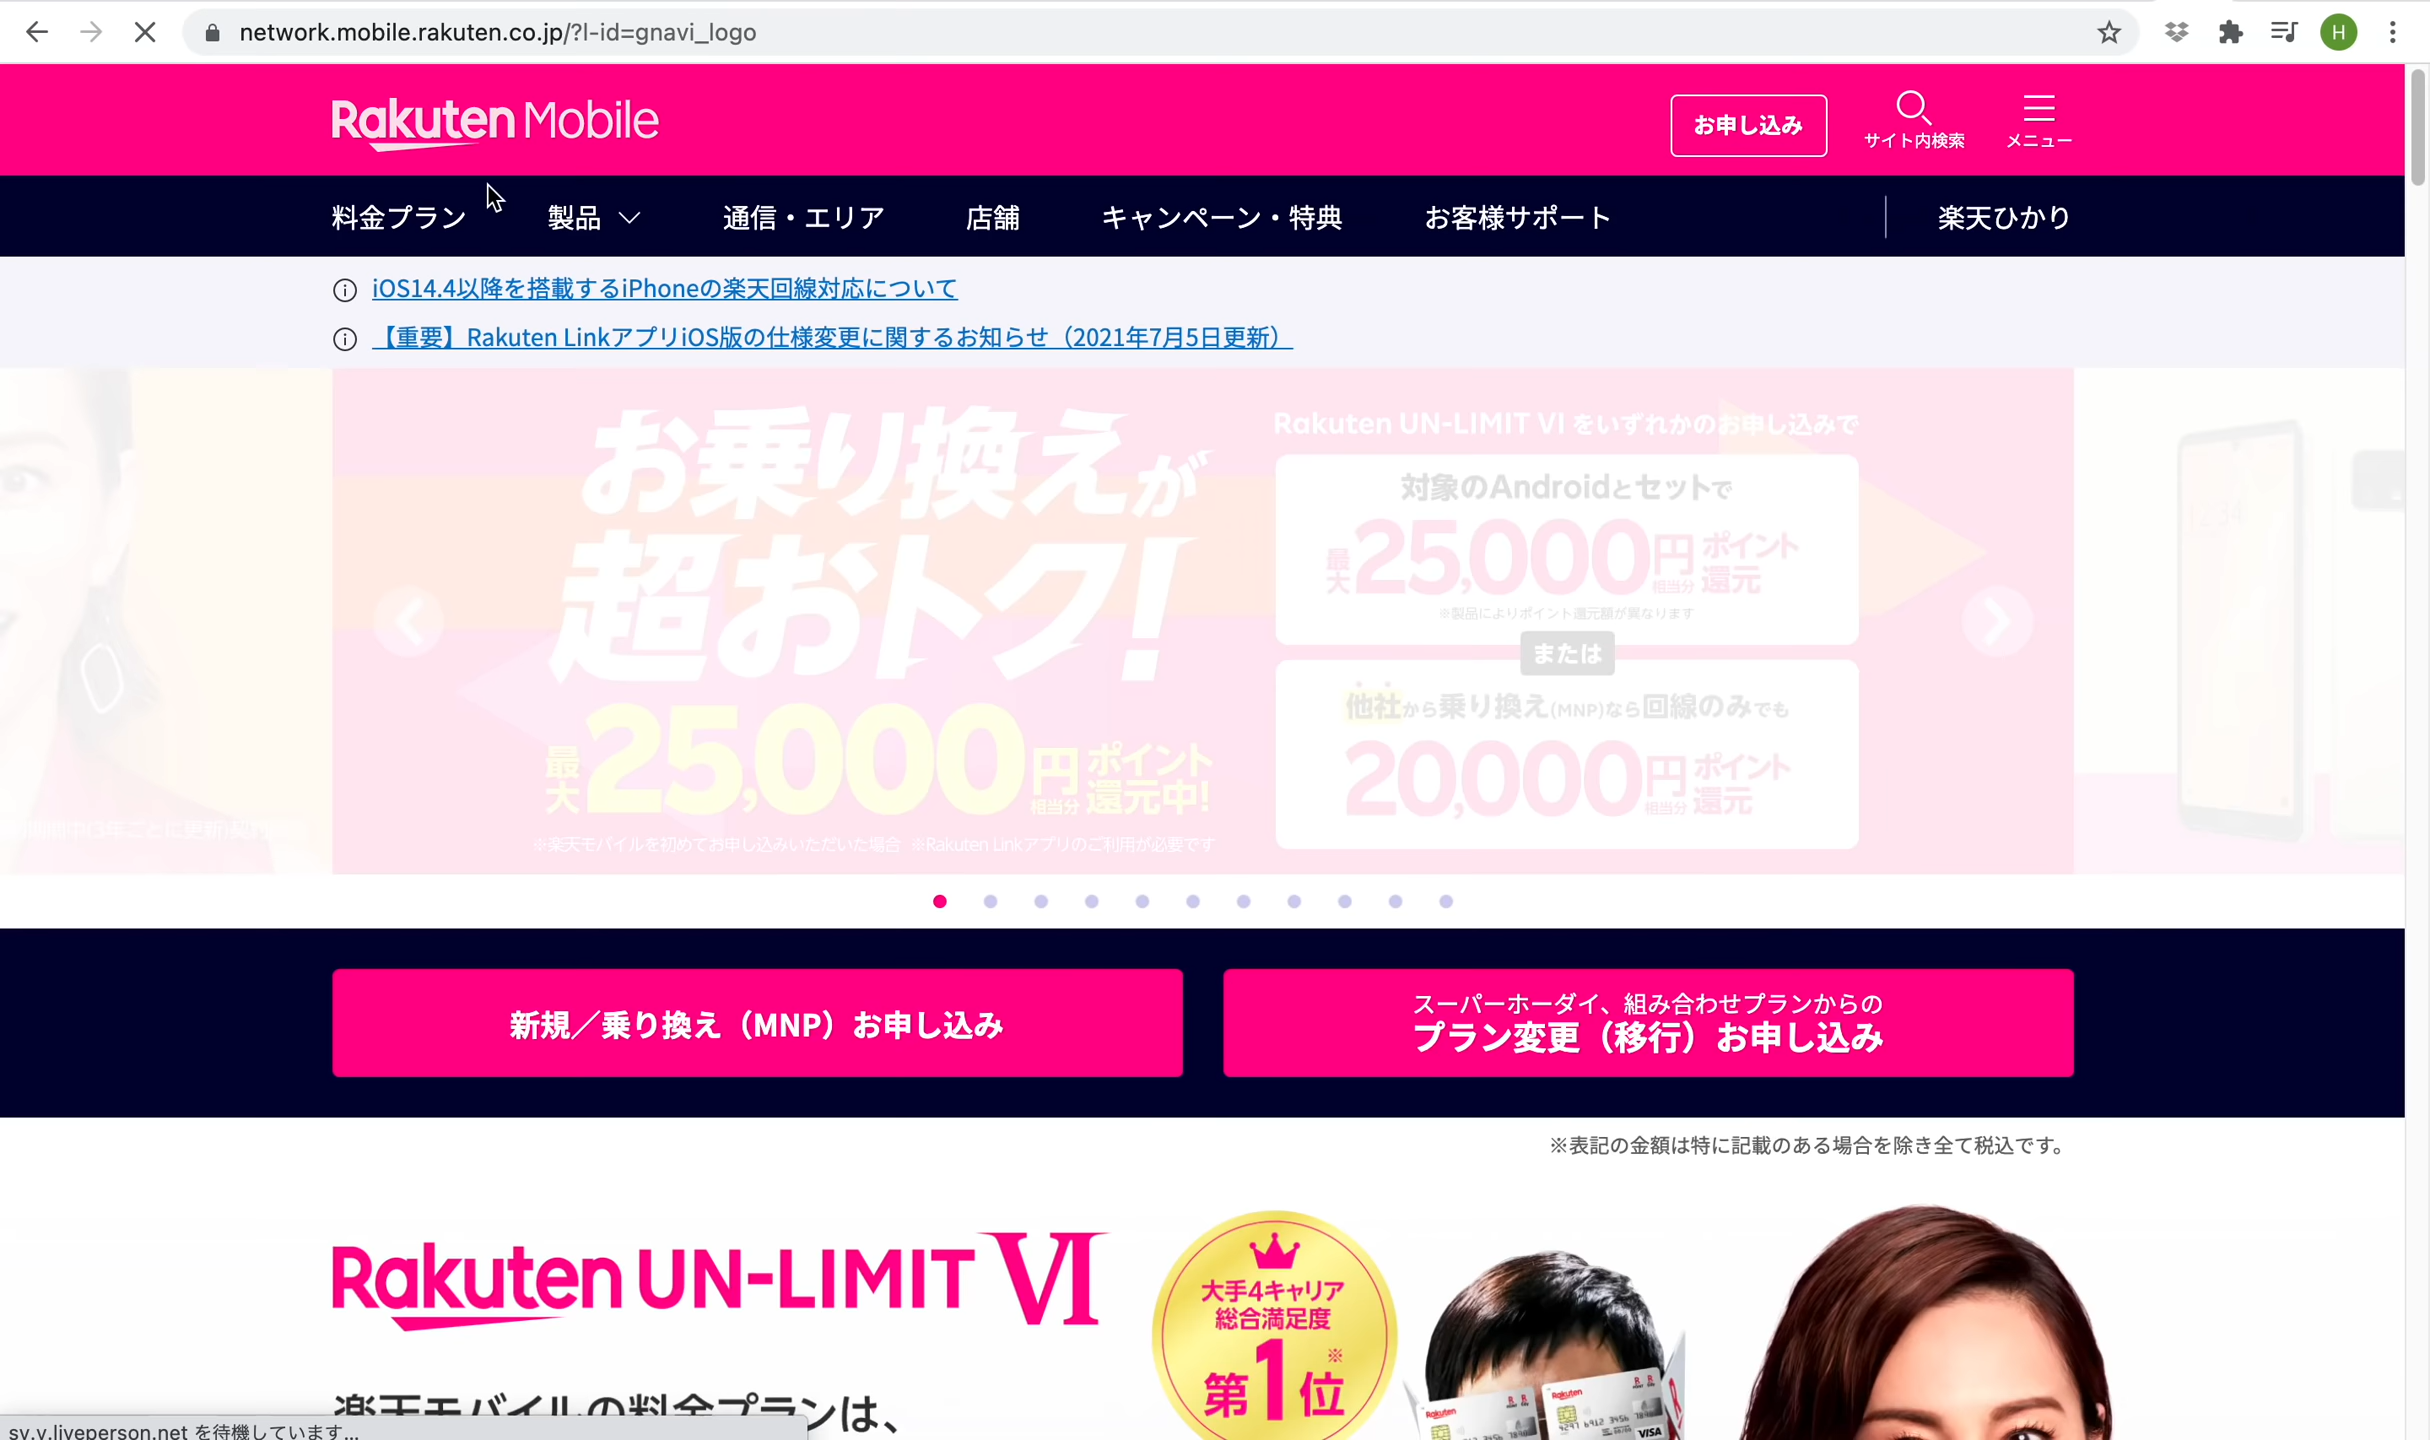 network.mobile.rakuten.co.jp/?l-id=gnavi_logo
H
Rakuten Mobile
お申し込み
サイト内検索
メニュー
料金プラン
製品
通信・エリア
店舗
キャンペーン・特典
お客様サポート
楽天ひかり
iOS14.4以降を搭載するiPhoneの楽天回線対応について
【重要】Rakuten LinkアプリiOS版の仕様変更に関するお知らせ（2021年7月5日更新）
お乗り換えが
超おトク!
最大25,000円相当分ポイント還元中!
※楽天モバイルを初めてお申し込みいただいた場合 ※Rakuten Linkアプリのご利用が必要です
Rakuten UN-LIMIT VI をいずれかのお申し込みで
対象のAndroidとセットで
最大25,000円相当分ポイント還元
※製品によりポイント還元額が異なります
または
他社から乗り換え(MNP)なら回線のみでも
20,000円相当分ポイント還元
新規／乗り換え（MNP）お申し込み
スーパーホーダイ、組み合わせプランからの
プラン変更（移行）お申し込み
※表記の金額は特に記載のある場合を除き全て税込です。
Rakuten UN-LIMIT VI
大手4キャリア
総合満足度
第1位※
Rakuten
Rakuten
VISA
楽天モバイルの料金プランは、
sv.v.liveperson.net を待機しています...